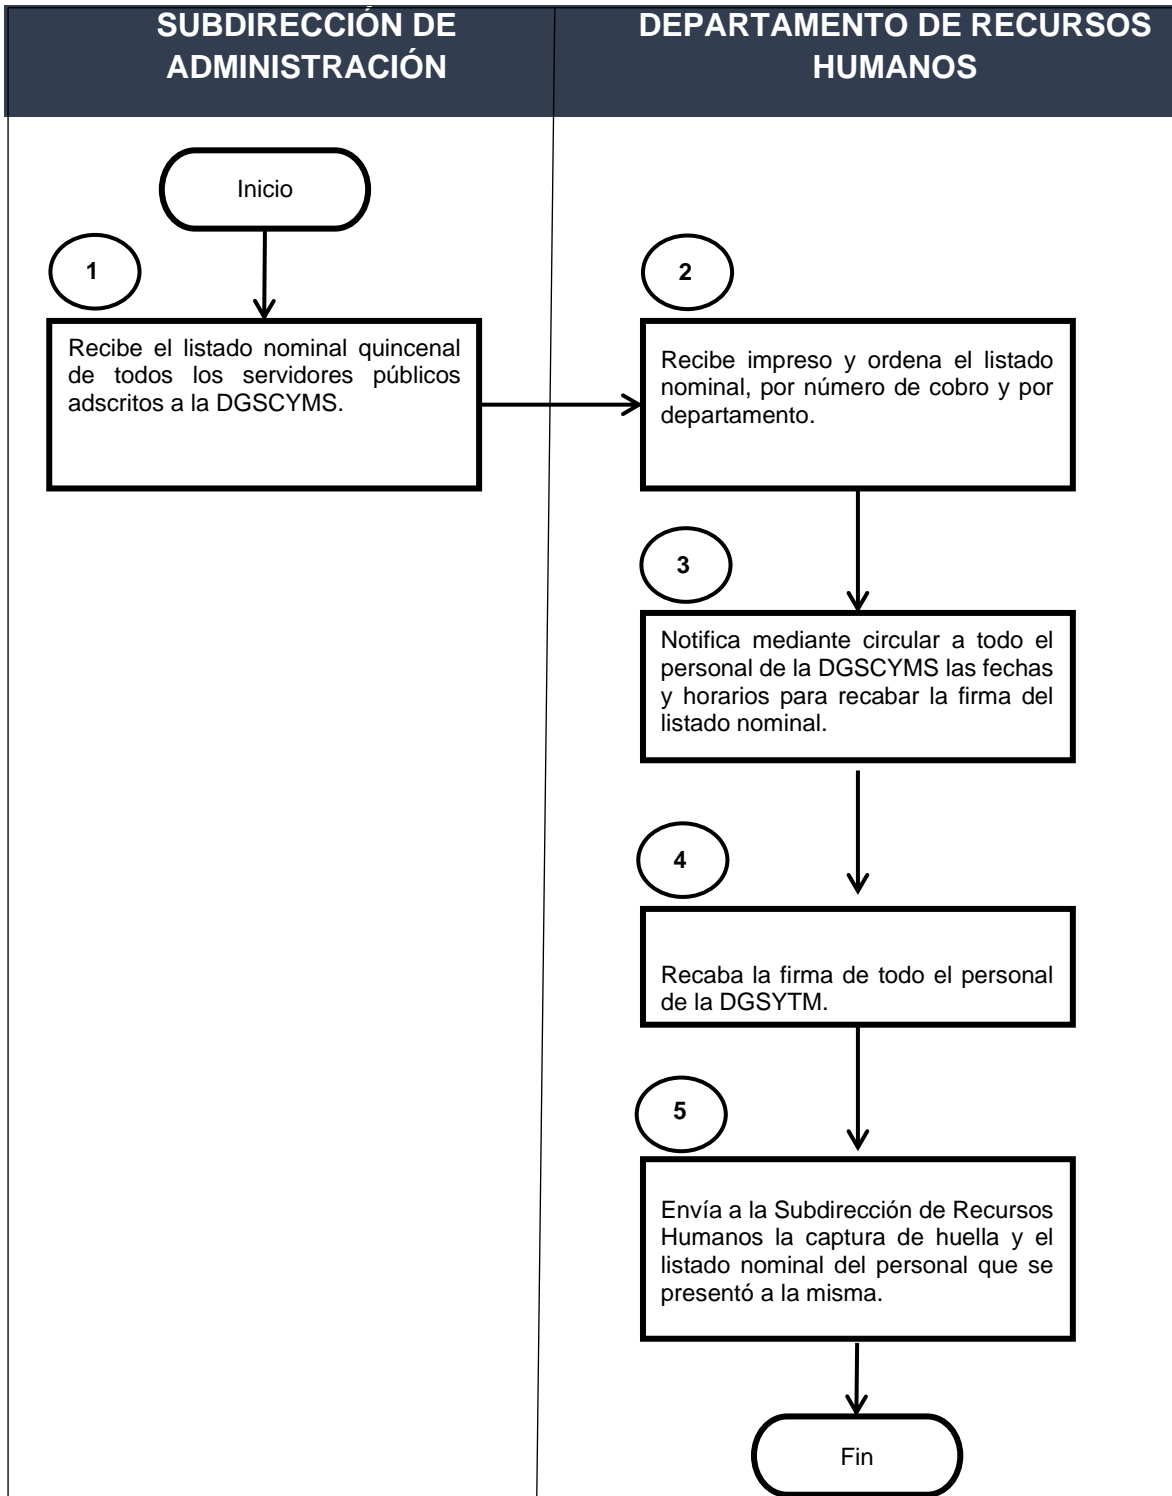 SUBDIRECCIÓN DE
ADMINISTRACIÓN
DEPARTAMENTO DE RECURSOS
HUMANOS
Inicio
1
Recibe el listado nominal quincenal
de todos los servidores públicos
adscritos a la DGSCYMS.
2
Recibe impreso y ordena el listado
nominal, por número de cobro y por
departamento.
3
Notifica mediante circular a todo el
personal de la DGSCYMS las fechas
y horarios para recabar la firma del
listado nominal.
4
Recaba la firma de todo el personal
de la DGSYTM.
5
Envía a la Subdirección de Recursos
Humanos la captura de huella y el
listado nominal del personal que se
presentó a la misma.
Fin